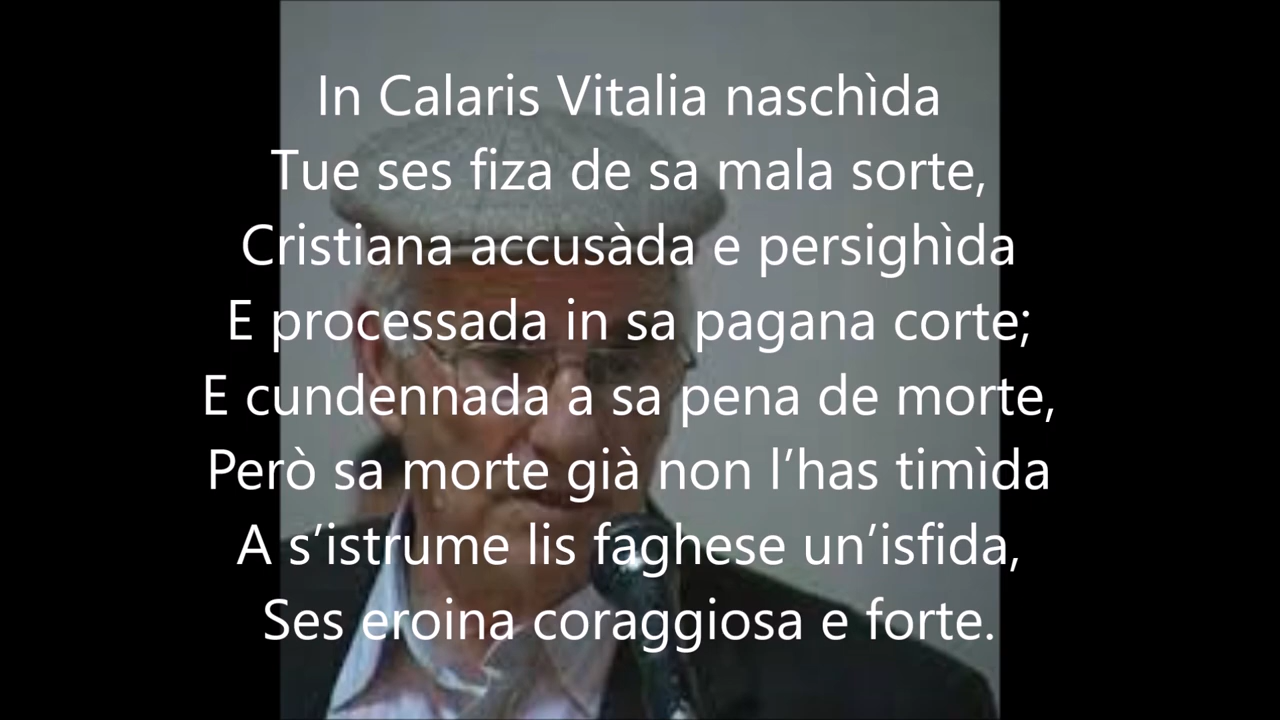 In Calaris Vitalia naschìda
Tue ses fiza de sa mala sorte,
Cristiana accusàda e persighìda
E processada in sa pagana corte;
E cundennada a sa pena de morte,
Però sa morte già non l’has timìda
A s’istrume lis faghese un’isfida,
Ses eroina coraggiosa e forte.